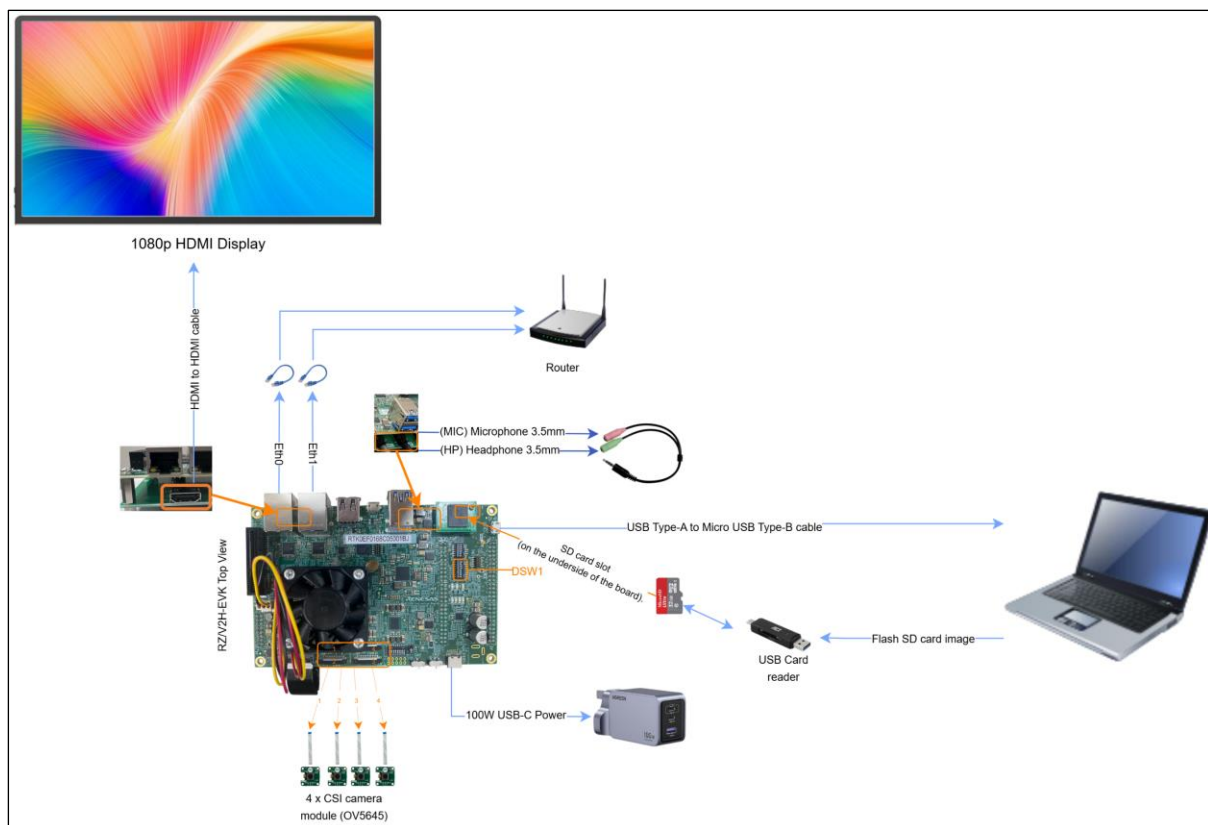 1080p HDMI Display
HDMI to HDMI cable
Router
Eth0
Eth1
(MIC) Microphone 3.5mm
(HP) Headphone 3.5mm
RZ/V2H-EVK Top View
USB Type-A to Micro USB Type-B cable
SD card slot
(on the underside of the board).
DSW1
Flash SD card image
USB Card
reader
100W USB-C Power
1
2
3
4
4 x CSI camera
module (OV5645)